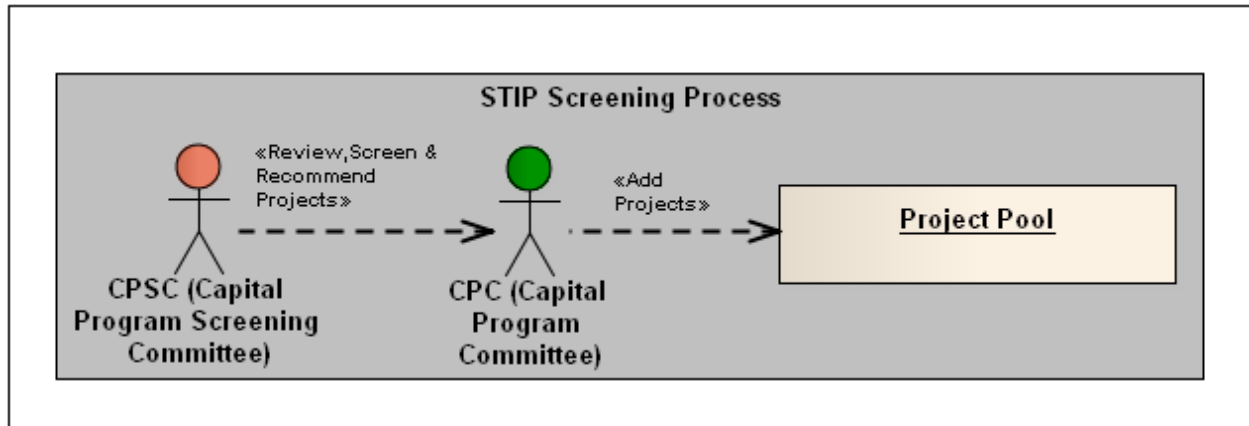 STIP Screening Process
«Review,Screen &
Recommend
Projects»
«Add
Projects»
Project Pool
CPSC (Capital
Program Screening
Committee)
CPC (Capital
Program
Committee)